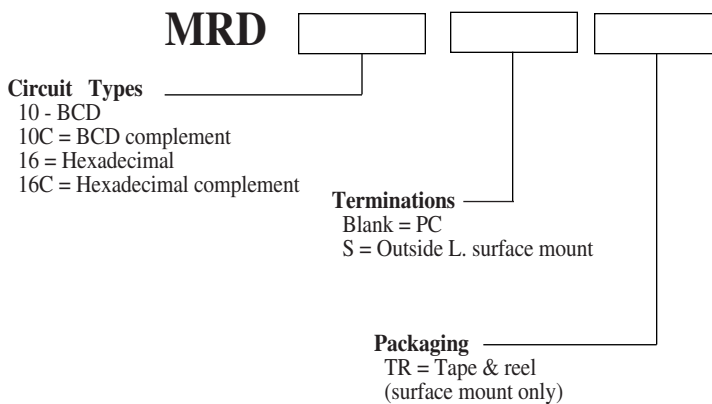 MRD
Circuit Types
10 - BCD
10C = BCD complement
16 = Hexadecimal
16C = Hexadecimal complement
Terminations
Blank = PC
S = Outside L. surface mount
Packaging
TR = Tape & reel
(surface mount only)